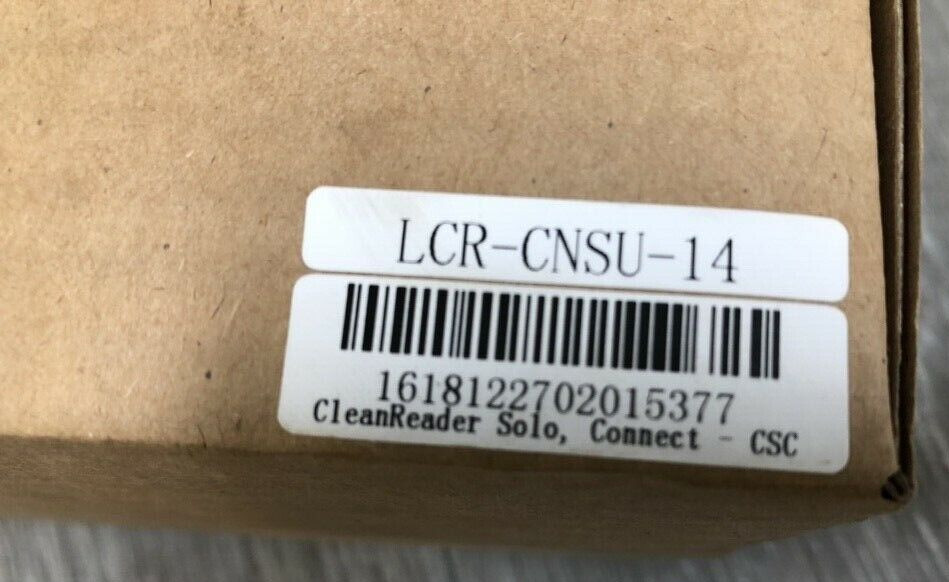 LCR-CNSU-14
1618122702015377
CleanReader Solo, Connect - CSC